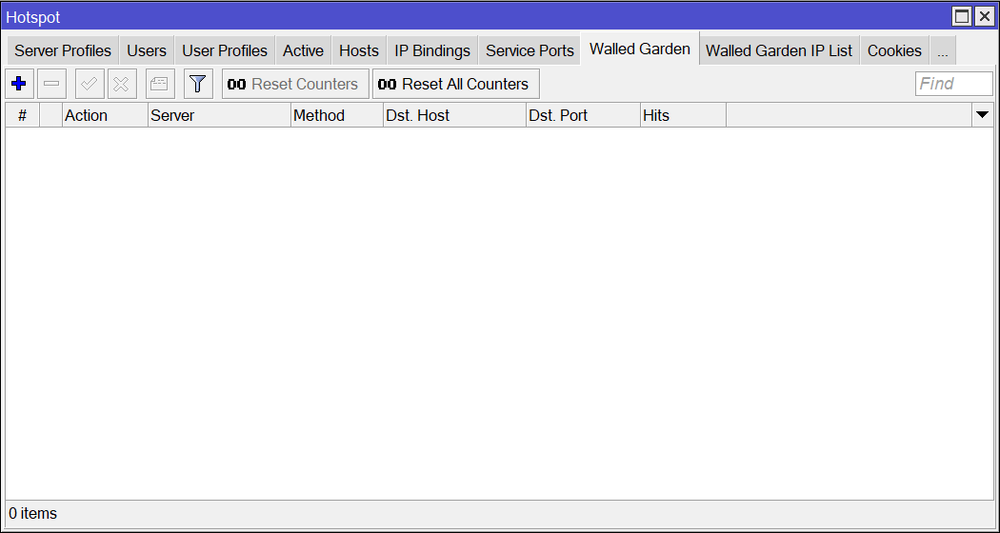 Hotspot
Server Profiles Users User Profiles Active Hosts IP Bindings Service Ports Walled Garden Walled Garden IP List Cookies ...
00 Reset Counters 00 Reset All Counters Find
# Action Server Method Dst. Host Dst. Port Hits
0 items